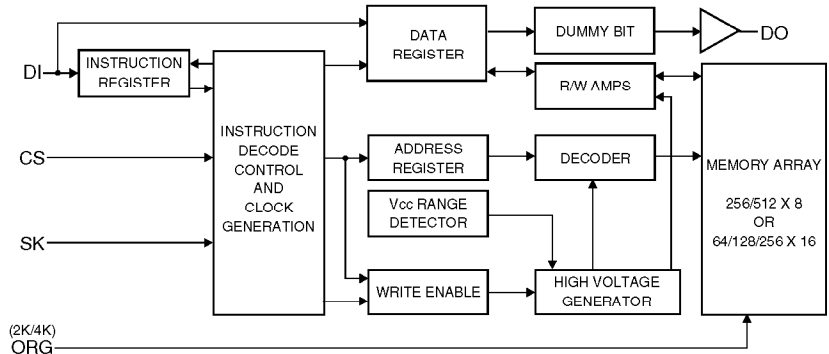 DATA
REGISTER
DUMMY BIT
DO
DI
INSTRUCTION
REGISTER
R/W AMPS
INSTRUCTION
DECODE
CONTROL
AND
CLOCK
GENERATION
CS
ADDRESS
REGISTER
DECODER
MEMORY ARRAY
256/512 X 8
OR
64/128/256 X 16
Vcc RANGE
DETECTOR
SK
WRITE ENABLE
HIGH VOLTAGE
GENERATOR
(2K/4K)
ORG